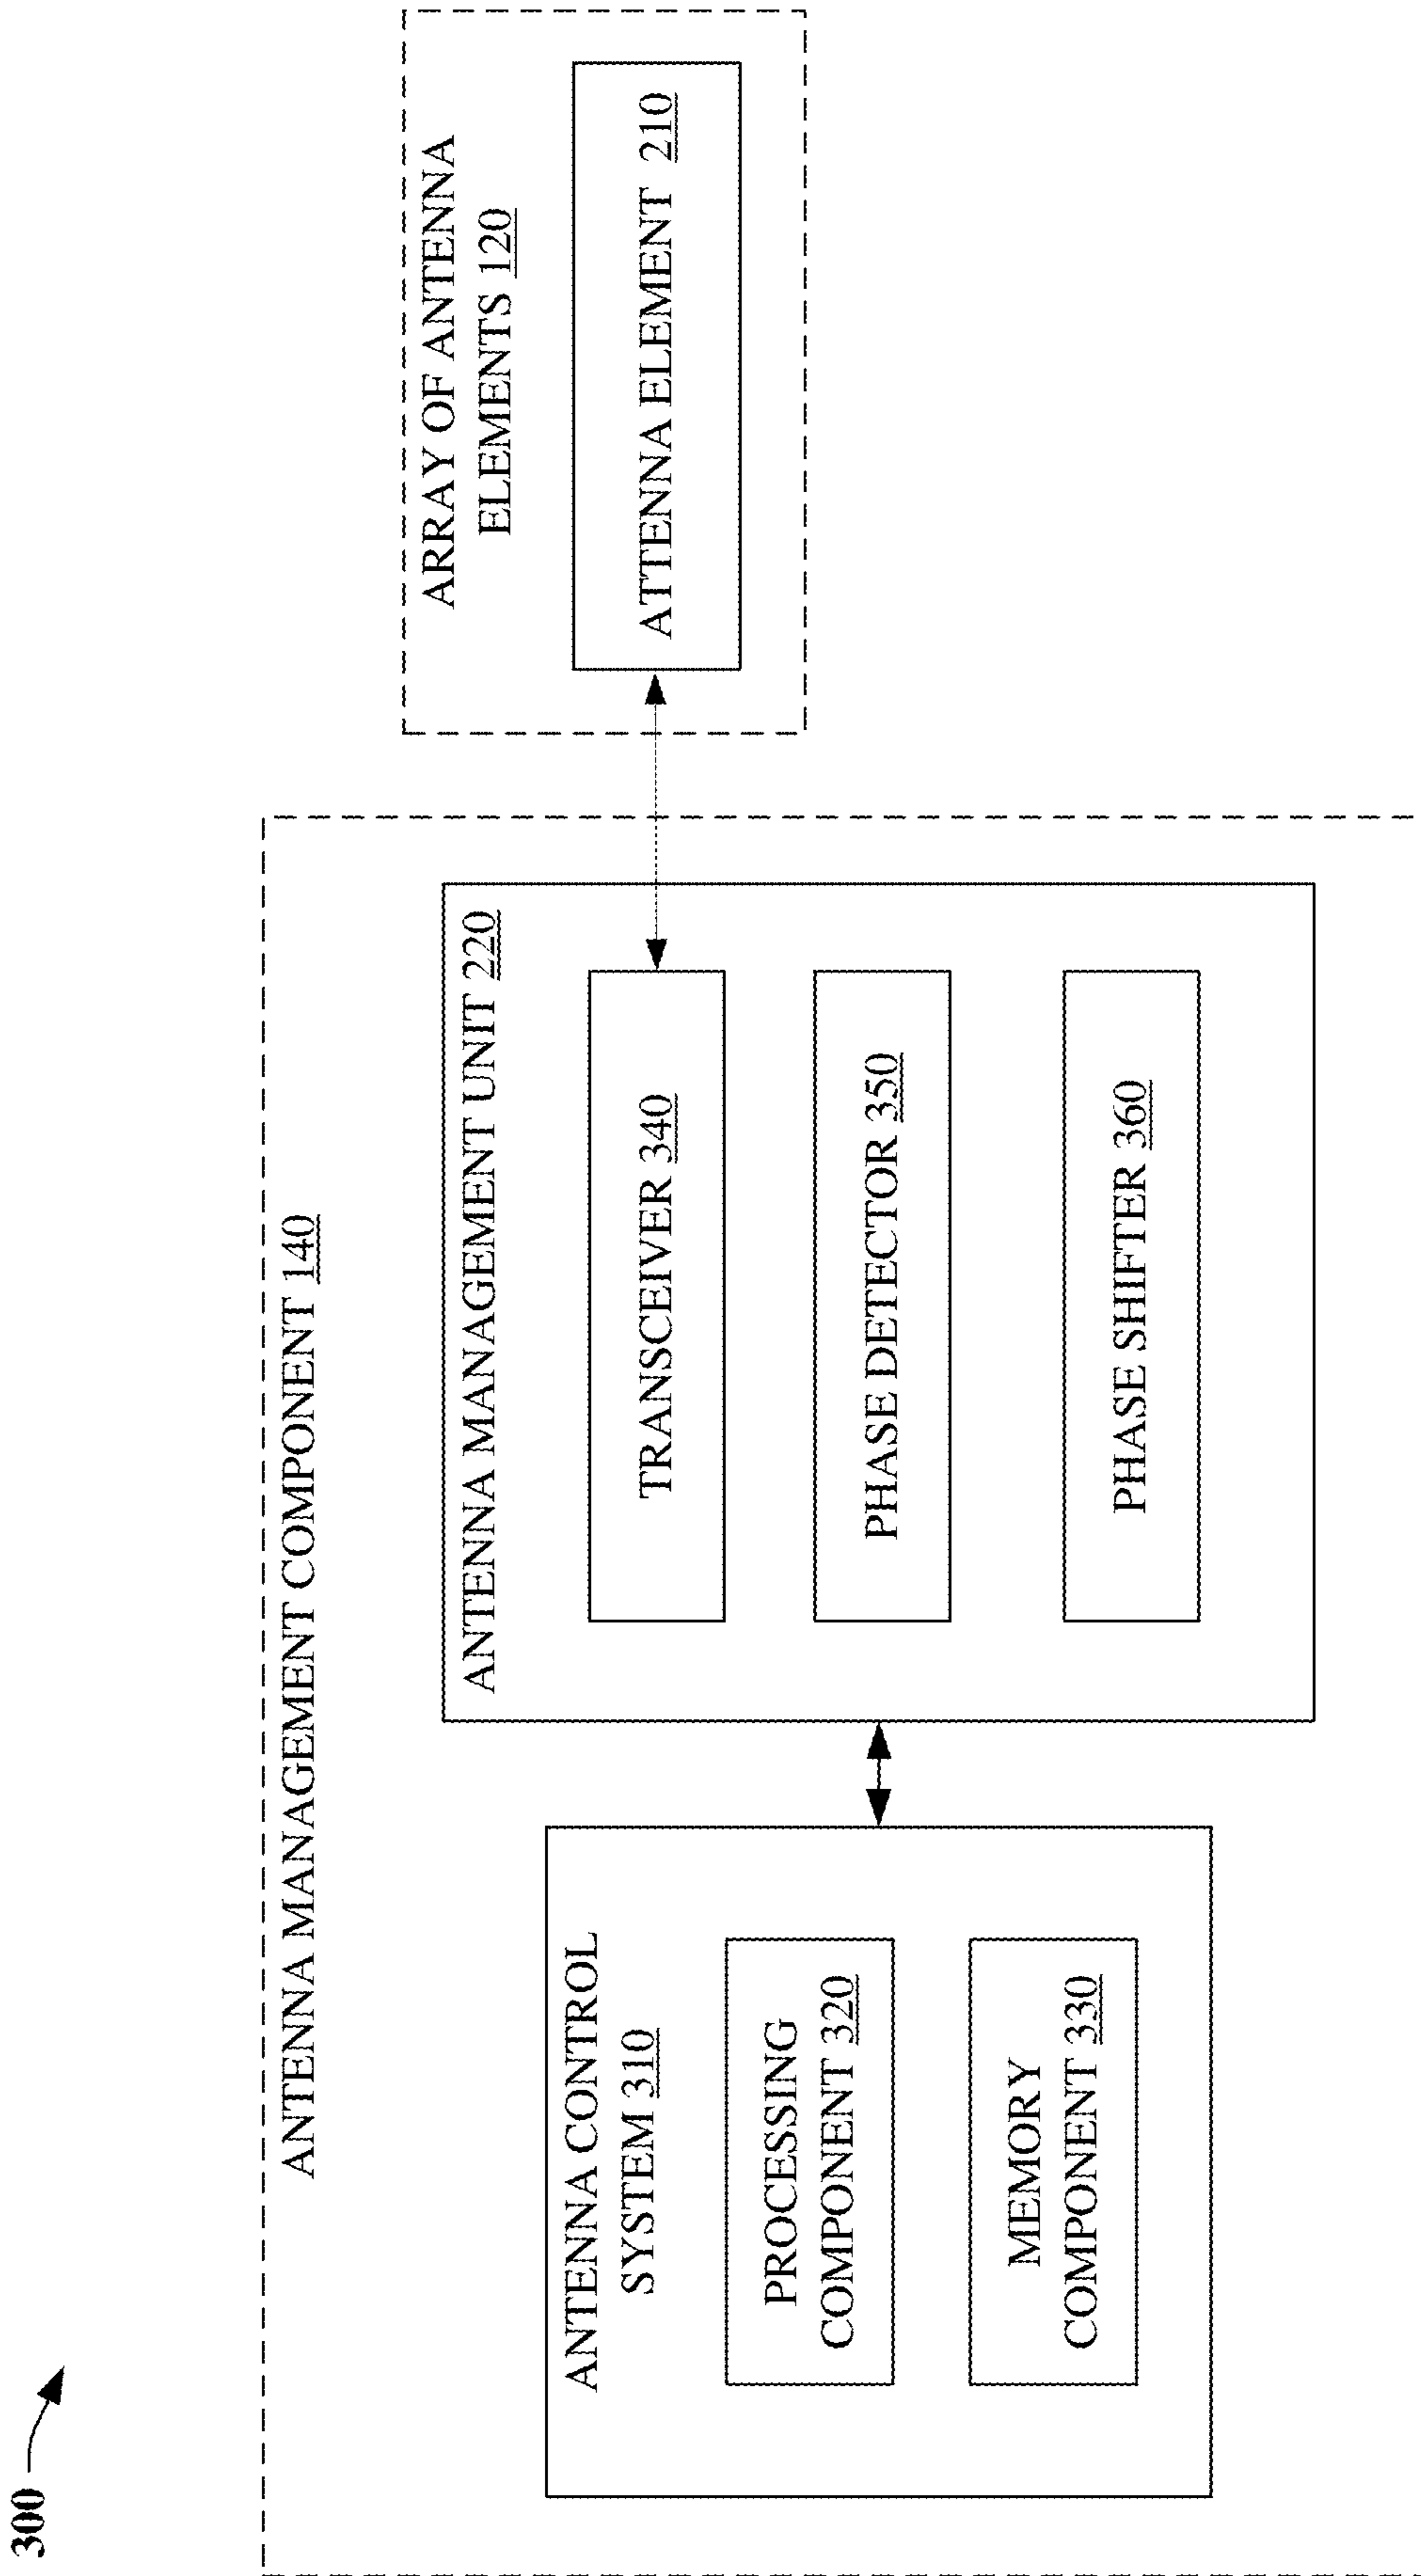 300
ANTENNA MANAGEMENT COMPONENT 140
ANTENNA CONTROL
SYSTEM 310
PROCESSING
COMPONENT 320
MEMORY
COMPONENT 330
ANTENNA MANAGEMENT UNIT 220
TRANSCEIVER 340
PHASE DETECTOR 350
PHASE SHIFTER 360
ARRAY OF ANTENNA
ELEMENTS 120
ATTENNA ELEMENT 210